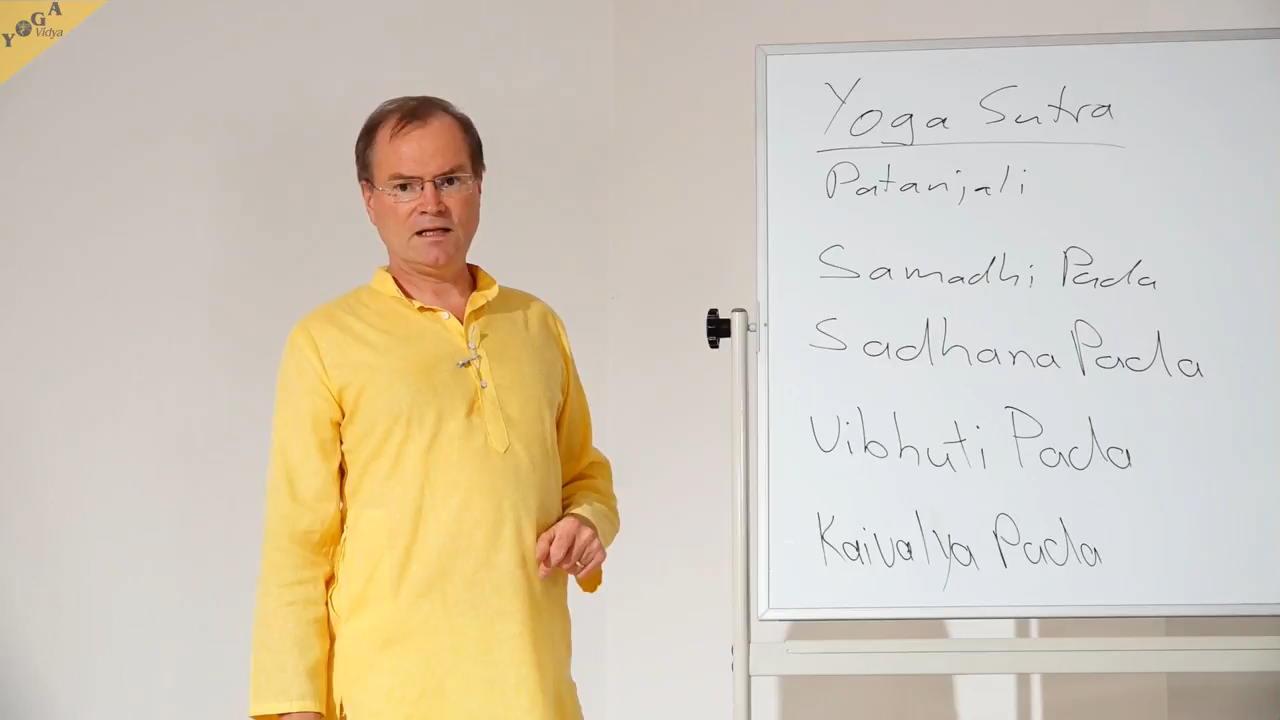 YOGA
Vidya
Yoga Sutra
Patanjali
Samadhi Pada
Sadhana Pada
Vibhuti Pada
Kaivalya Pada